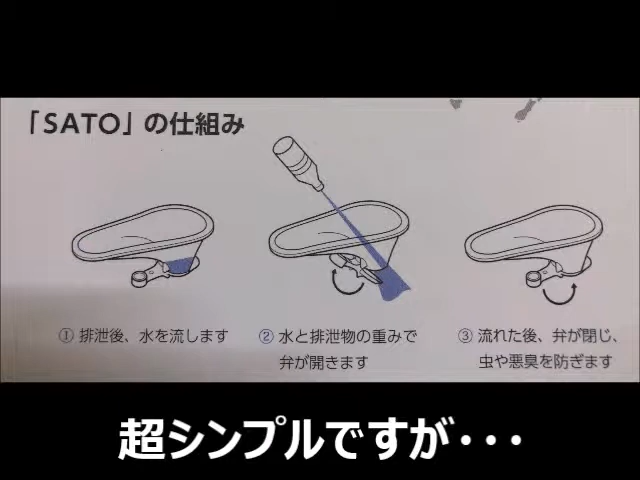 「SATO」の仕組み
① 排泄後、水を流します
② 水と排泄物の重みで
弁が開きます
③ 流れた後、弁が閉じ、
虫や悪臭を防ぎます
超シンプルですが・・・